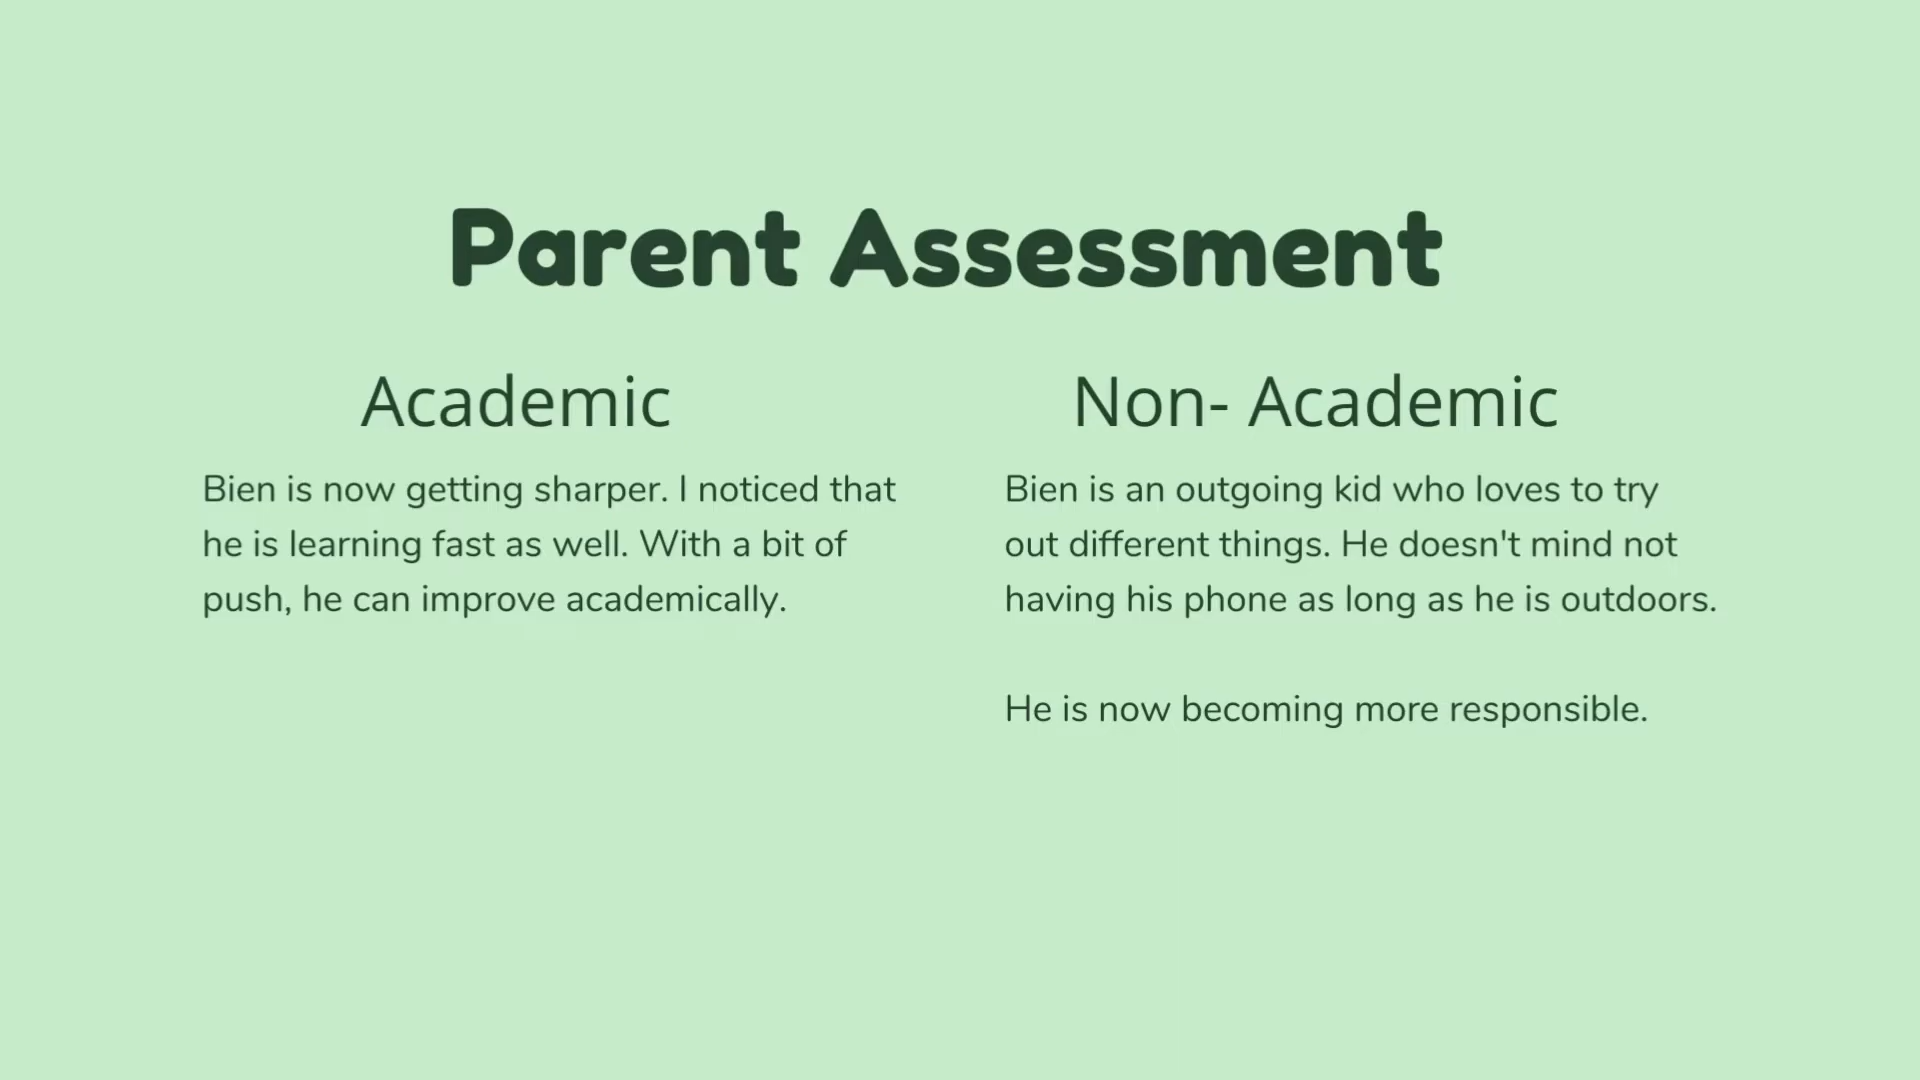 Parent Assessment
Academic
Bien is now getting sharper. I noticed that
he is learning fast as well. With a bit of
push, he can improve academically.
Non- Academic
Bien is an outgoing kid who loves to try
out different things. He doesn't mind not
having his phone as long as he is outdoors.
He is now becoming more responsible.